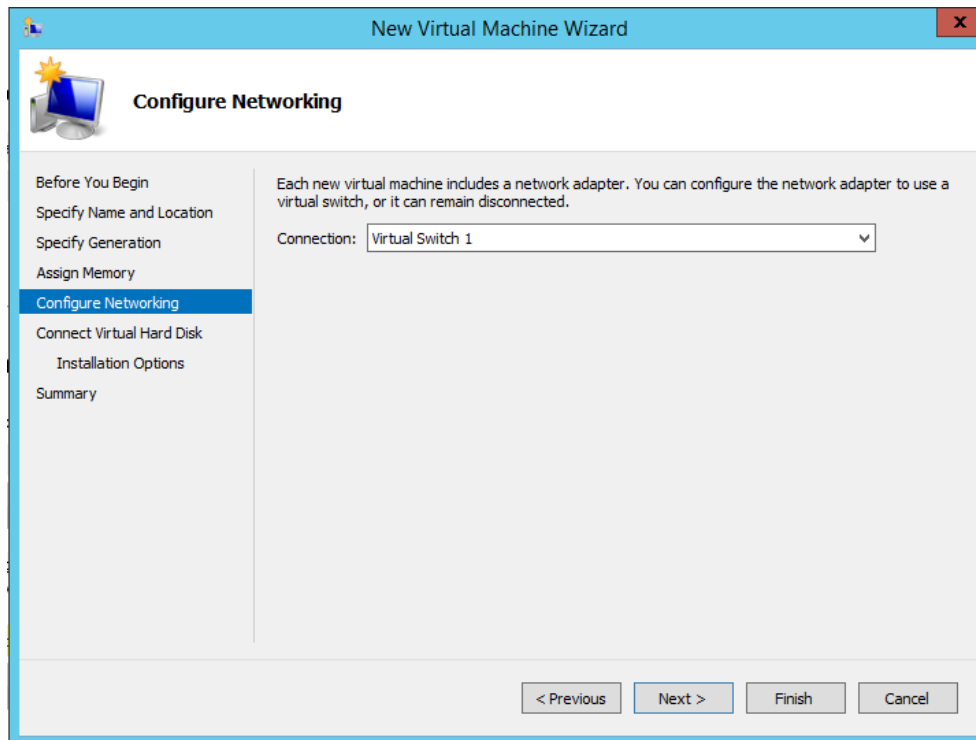 New Virtual Machine Wizard
x
Configure Networking
Before You Begin
Specify Name and Location
Specify Generation
Assign Memory
Configure Networking
Connect Virtual Hard Disk
Installation Options
Summary
Each new virtual machine includes a network adapter. You can configure the network adapter to use a
virtual switch, or it can remain disconnected.
Connection: Virtual Switch 1
< Previous Next > Finish Cancel